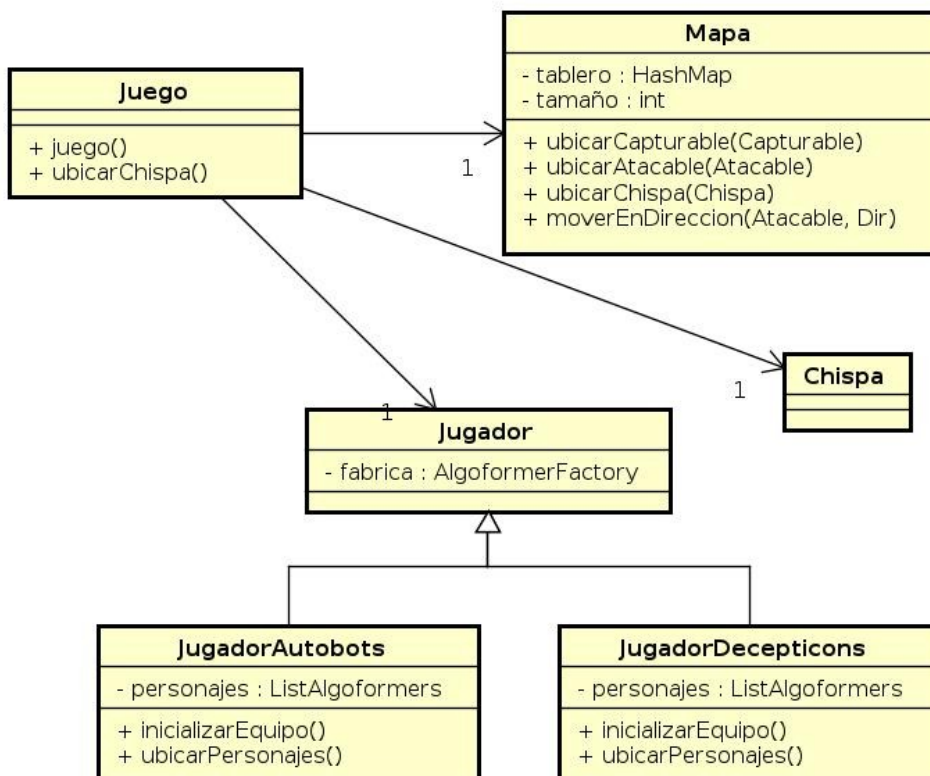 Juego
+ juego()
+ ubicarChispa()
Mapa
- tablero : HashMap
- tamaño : int
+ ubicarCapturable(Capturable)
+ ubicarAtacable(Atacable)
+ ubicarChispa(Chispa)
+ moverEnDireccion(Atacable, Dir)
1
Chispa
1
1
Jugador
- fabrica : AlgoformerFactory
JugadorAutobots
- personajes : ListAlgoformers
+ inicializarEquipo()
+ ubicarPersonajes()
JugadorDecepticons
- personajes : ListAlgoformers
+ inicializarEquipo()
+ ubicarPersonajes()